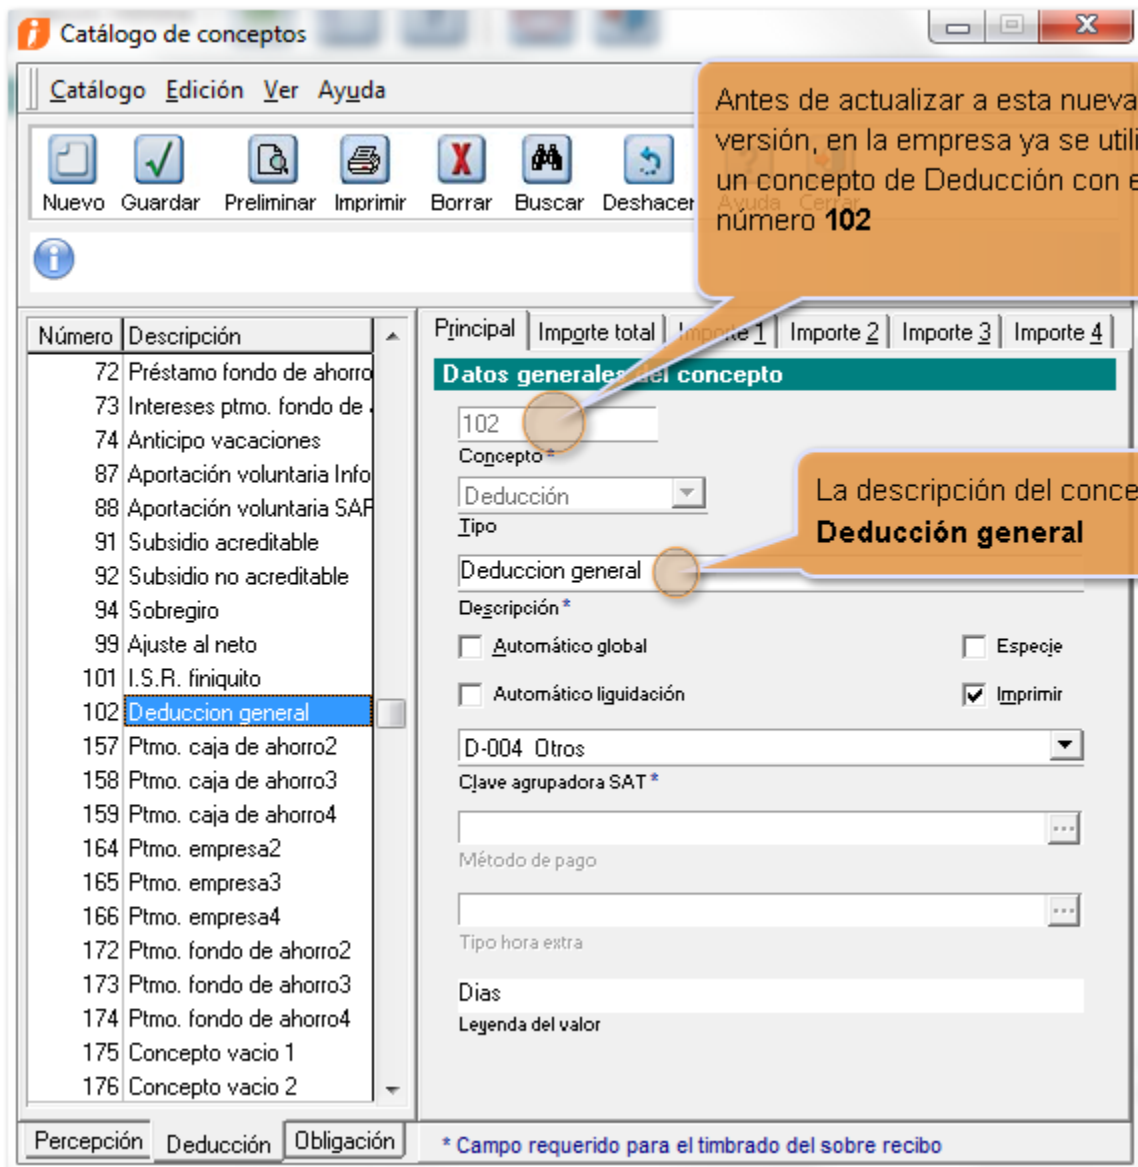 Catálogo de conceptos
Catálogo Edición Ver Ayuda
Nuevo Guardar Preliminar Imprimir Borrar Buscar Deshacer Ayuda Cerrar
Antes de actualizar a esta nueva
versión, en la empresa ya se utili
un concepto de Deducción con e
número 102
Número Descripción
72 Préstamo fondo de ahorro
73 Intereses ptmo. fondo de
74 Anticipo vacaciones
87 Aportación voluntaria Info
88 Aportación voluntaria SAR
91 Subsidio acreditable
92 Subsidio no acreditable
94 Sobregiro
99 Ajuste al neto
101 I.S.R. finiquito
102 Deduccion general
157 Ptmo. caja de ahorro2
158 Ptmo. caja de ahorro3
159 Ptmo. caja de ahorro4
164 Ptmo. empresa2
165 Ptmo. empresa3
166 Ptmo. empresa4
172 Ptmo. fondo de ahorro2
173 Ptmo. fondo de ahorro3
174 Ptmo. fondo de ahorro4
175 Concepto vacio 1
176 Concepto vacio 2
Percepción Deducción Obligación
Principal Importe total Importe 1 Importe 2 Importe 3 Importe 4
Datos generales del concepto
102
Concepto *
Deducción
Tipo
La descripción del conce
Deducción general
Deduccion general
Descripción *
Automático global Especie
Automático liquidación Imprimir
D-004 Otros
Clave agrupadora SAT *
Método de pago
Tipo hora extra
Dias
Leyenda del valor
* Campo requerido para el timbrado del sobre recibo